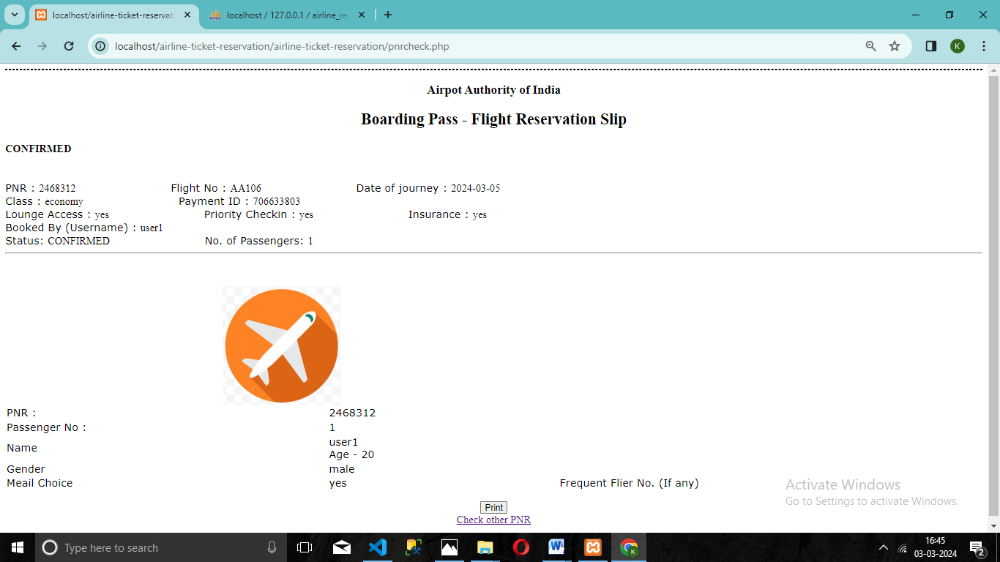 localhost/airline-ticket-reservati
localhost / 127.0.0.1 / airline_re
localhost/airline-ticket-reservation/airline-ticket-reservation/pnrcheck.php
K
Airpot Authority of India
Boarding Pass - Flight Reservation Slip
CONFIRMED
PNR : 2468312 Flight No : AA106 Date of journey : 2024-03-05
Class : economy Payment ID : 706633803
Lounge Access : yes Priority Checkin : yes Insurance : yes
Booked By (Username) : user1
Status: CONFIRMED No. of Passengers: 1
PNR : 2468312
Passenger No : 1
Name user1
Age - 20
Gender male
Meail Choice yes Frequent Flier No. (If any)
Activate Windows
Go to Settings to activate Windows.
Print
Check other PNR
Type here to search
16:45
03-03-2024
2